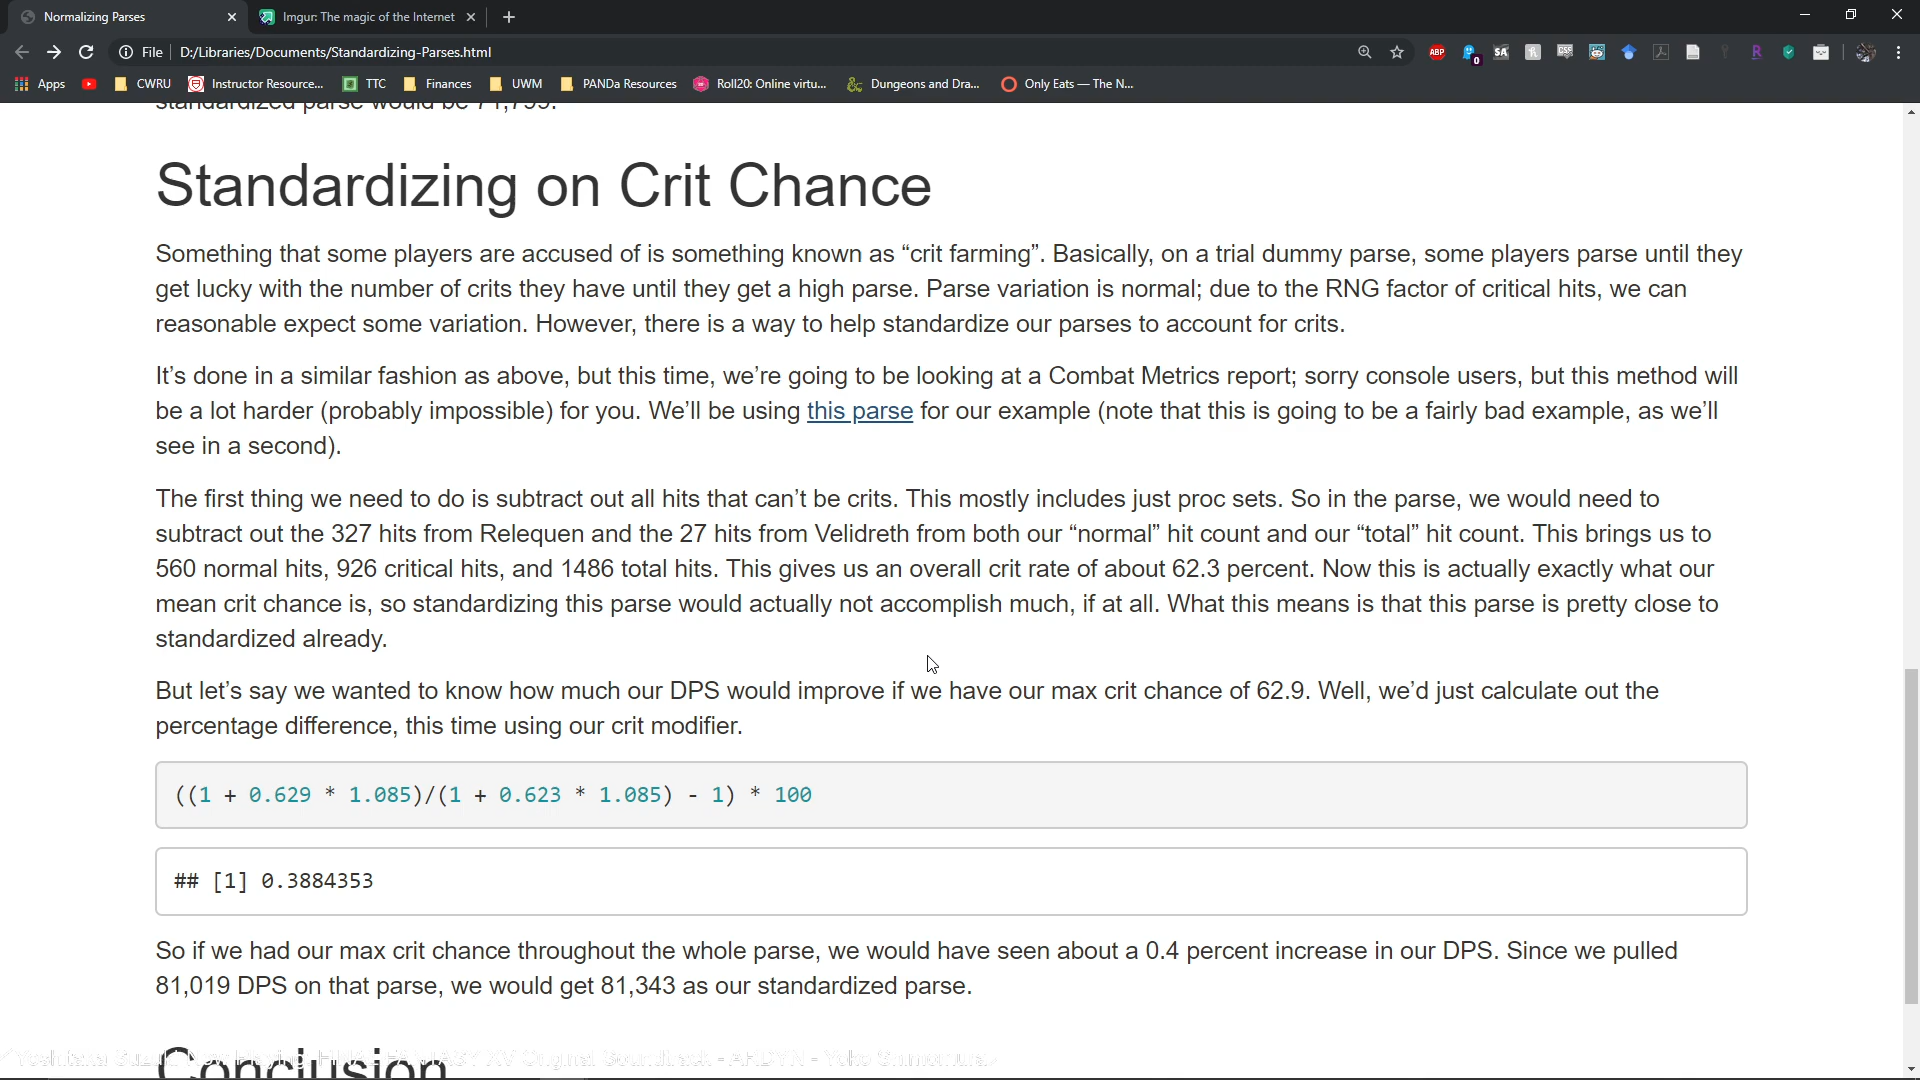 Normalizing Parses
Imgur: The magic of the Internet
File
D:/Libraries/Documents/Standardizing-Parses.html
ABP
0
Apps
CWRU
Instructor Resource...
TTC
Finances
UWM
PANDa Resources
Roll20: Online virtu...
Dungeons and Dra...
Only Eats — The N...
standardized parse would be 74,799.
Standardizing on Crit Chance
Something that some players are accused of is something known as “crit farming”. Basically, on a trial dummy parse, some players parse until they
get lucky with the number of crits they have until they get a high parse. Parse variation is normal; due to the RNG factor of critical hits, we can
reasonable expect some variation. However, there is a way to help standardize our parses to account for crits.
It’s done in a similar fashion as above, but this time, we’re going to be looking at a Combat Metrics report; sorry console users, but this method will
be a lot harder (probably impossible) for you. We’ll be using this parse for our example (note that this is going to be a fairly bad example, as we’ll
see in a second).
The first thing we need to do is subtract out all hits that can’t be crits. This mostly includes just proc sets. So in the parse, we would need to
subtract out the 327 hits from Relequen and the 27 hits from Velidreth from both our “normal” hit count and our “total” hit count. This brings us to
560 normal hits, 926 critical hits, and 1486 total hits. This gives us an overall crit rate of about 62.3 percent. Now this is actually exactly what our
mean crit chance is, so standardizing this parse would actually not accomplish much, if at all. What this means is that this parse is pretty close to
standardized already.
But let’s say we wanted to know how much our DPS would improve if we have our max crit chance of 62.9. Well, we’d just calculate out the
percentage difference, this time using our crit modifier.
((1 + 0.629 * 1.085)/(1 + 0.623 * 1.085) - 1) * 100
## [1] 0.3884353
So if we had our max crit chance throughout the whole parse, we would have seen about a 0.4 percent increase in our DPS. Since we pulled
81,019 DPS on that parse, we would get 81,343 as our standardized parse.
Conclusion
Now Playing: FINAL FANTASY XV Original Soundtrack - ARDYN - Yoko Shimomura